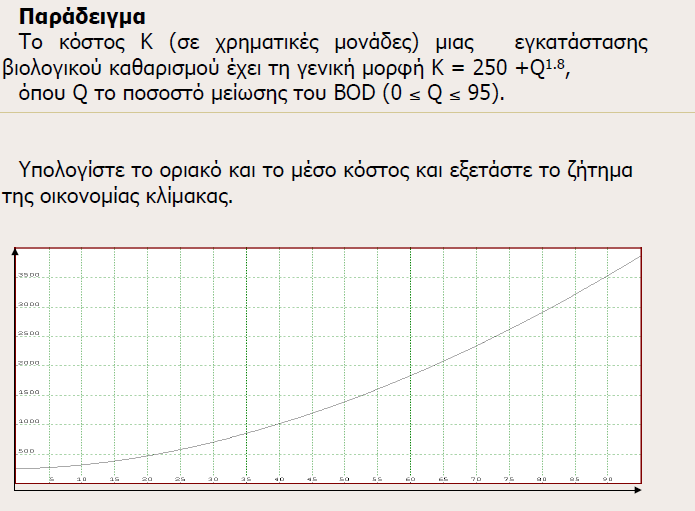 Παράδειγμα
Το κόστος Κ (σε χρηματικές μονάδες) μιας εγκατάστασης
βιολογικού καθαρισμού έχει τη γενική μορφή Κ = 250 +Q^1.8,
όπου Q το ποσοστό μείωσης του BOD (0 ≤ Q ≤ 95).
Υπολογίστε το οριακό και το μέσο κόστος και εξετάστε το ζήτημα
της οικονομίας κλίμακας.
3500
3000
2500
2000
1500
1000
500
5 10 15 20 25 30 35 40 45 50 55 60 65 70 75 80 85 90